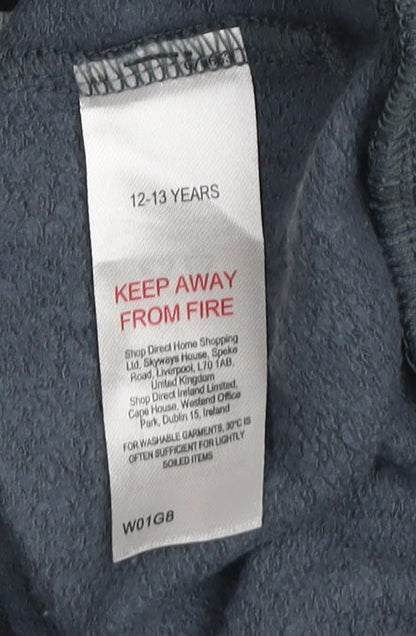 12-13 YEARS
KEEP AWAY
FROM FIRE
Shop Direct Home Shopping
Ltd, Skyways House, Speke
Road, Liverpool, L70 1AB,
United Kingdom
Shop Direct Ireland Limited,
Cape House, Westend Office
Park, Dublin 15, Ireland
FOR WASHABLE GARMENTS, 30°C IS
OFTEN SUFFICIENT FOR LIGHTLY
SOILED ITEMS
W01GB